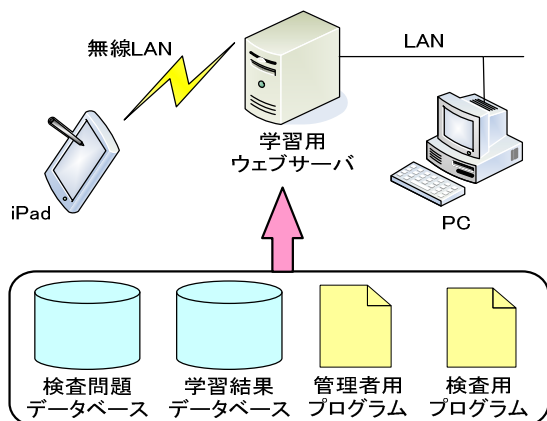 無線LAN
LAN
学習用
ウェブサーバ
iPad
PC
検査問題
データベース
学習結果
データベース
管理者用
プログラム
検査用
プログラム